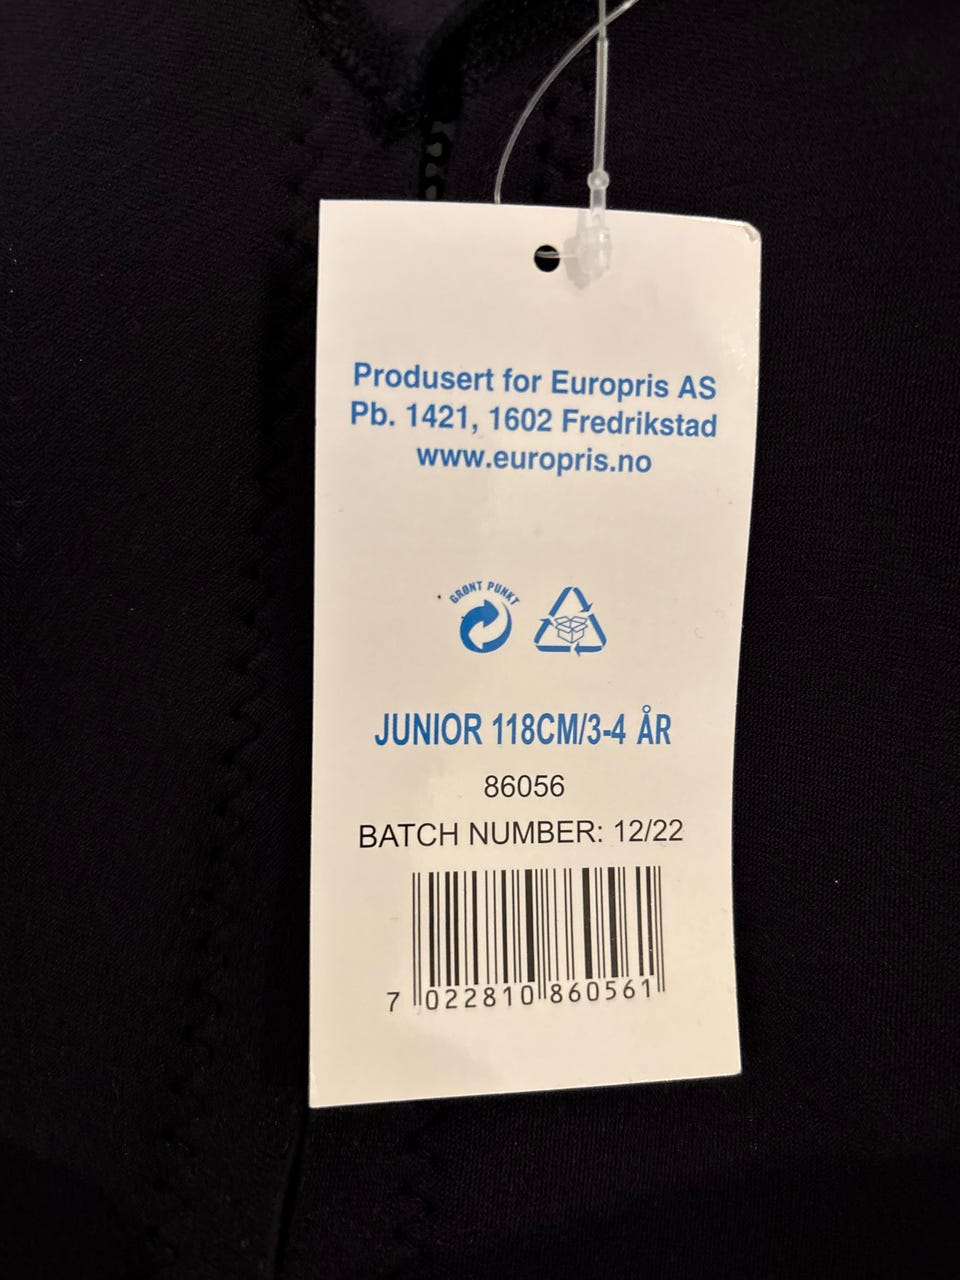 Produsert for Europris AS
Pb. 1421, 1602 Fredrikstad
www.europris.no
GRØNT PUNKT
JUNIOR 118CM/3-4 ÅR
86056
BATCH NUMBER: 12/22
7 022810 860561